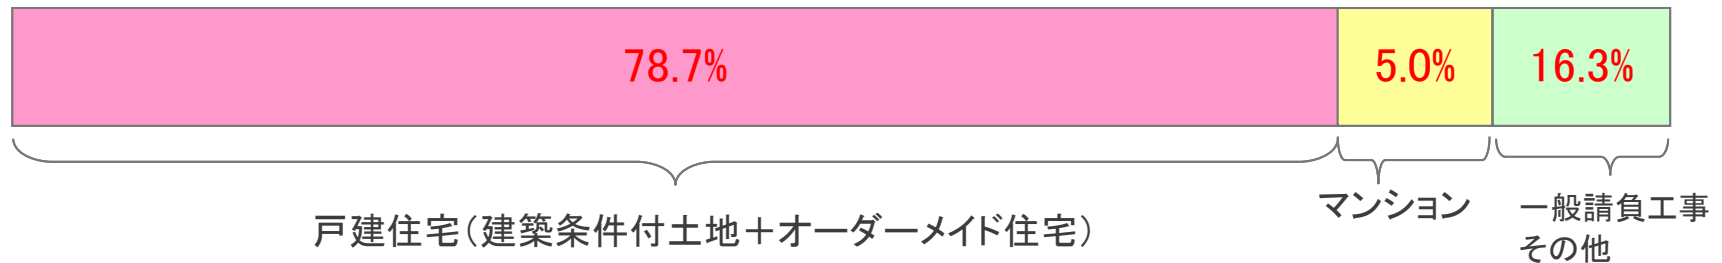 78.7%
5.0%
16.3%
戸建住宅（建築条件付土地＋オーダーメイド住宅）
マンション
一般請負工事
その他